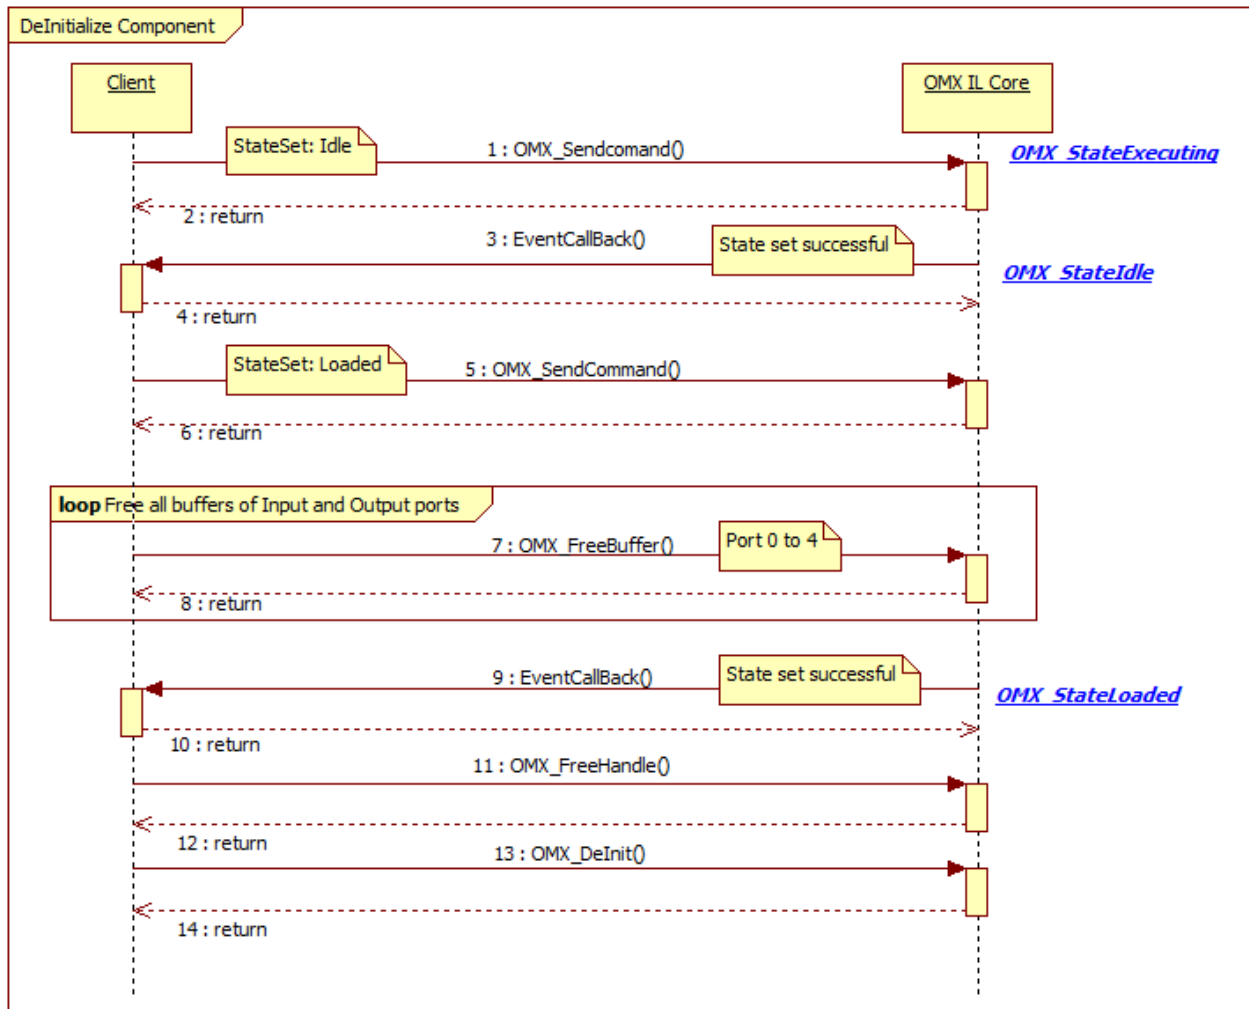 DeInitialize Component
Client
OMX IL Core
StateSet: Idle
1 : OMX_Sendcomand()
OMX_StateExecuting
2 : return
3 : EventCallBack()
State set successful
OMX_StateIdle
4 : return
StateSet: Loaded
5 : OMX_SendCommand()
6 : return
loop Free all buffers of Input and Output ports
7 : OMX_FreeBuffer()
Port 0 to 4
8 : return
9 : EventCallBack()
State set successful
OMX_StateLoaded
10 : return
11 : OMX_FreeHandle()
12 : return
13 : OMX_DeInit()
14 : return